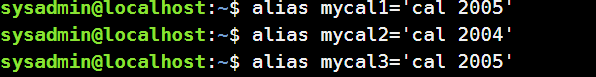 sysadmin@localhost:~$ alias mycal1='cal 2005'
sysadmin@localhost:~$ alias mycal2='cal 2004'
sysadmin@localhost:~$ alias mycal3='cal 2005'